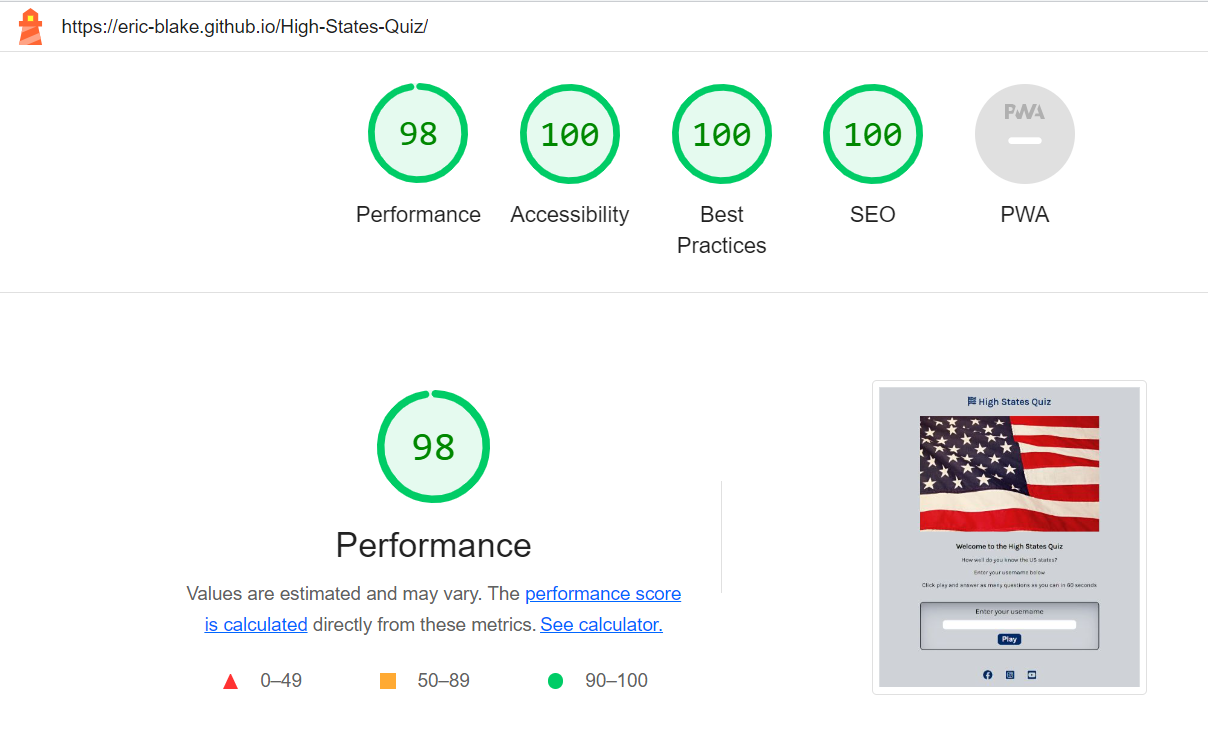 https://eric-blake.github.io/High-States-Quiz/
98
100
100
100
PWA
Performance
Accessibility
Best
Practices
SEO
PWA
98
Performance
Values are estimated and may vary. The performance score
is calculated directly from these metrics. See calculator.
0–49
50–89
90–100
High States Quiz
Welcome to the High States Quiz
How well do you know the US states?
Enter your username below
Click play and answer as many questions as you can in 60 seconds
Enter your username
Play